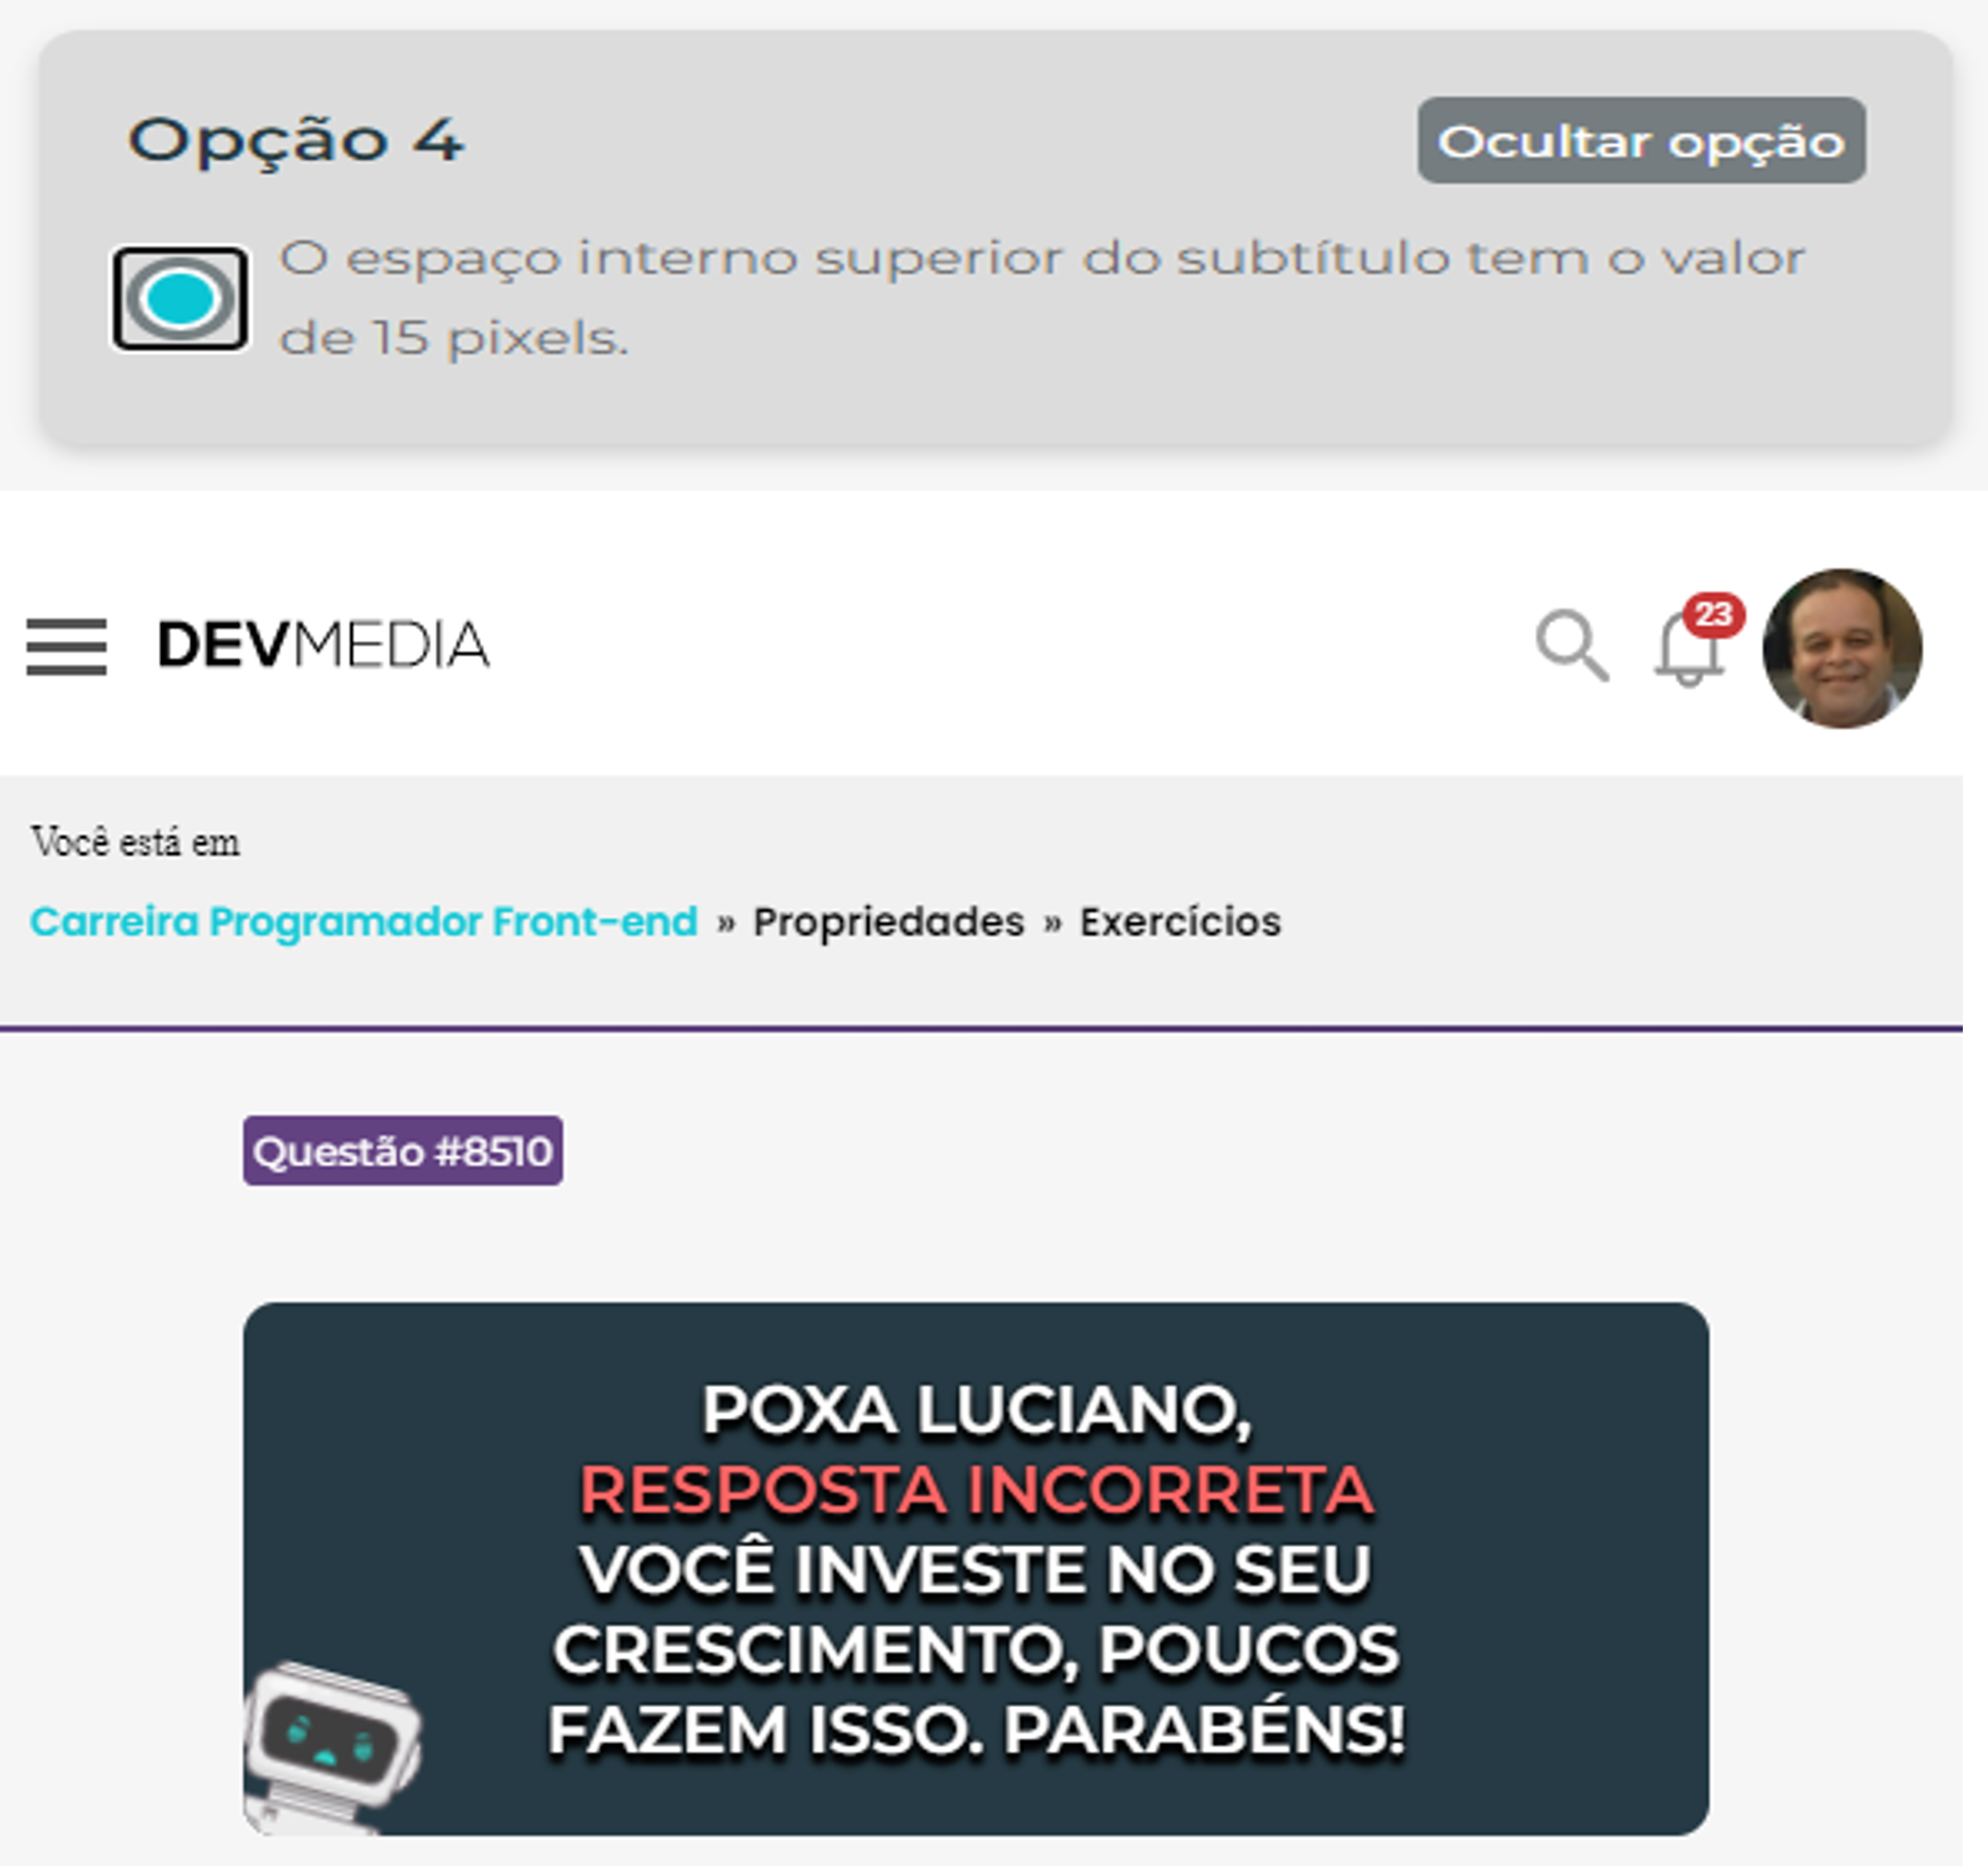 Opção 4
Ocultar opção
O espaço interno superior do subtítulo tem o valor
de 15 pixels.
DEVMEDIA
23
Você está em
Carreira Programador Front-end » Propriedades » Exercícios
Questão #8510
POXA LUCIANO,
RESPOSTA INCORRETA
VOCÊ INVESTE NO SEU
CRESCIMENTO, POUCOS
FAZEM ISSO. PARABÉNS!